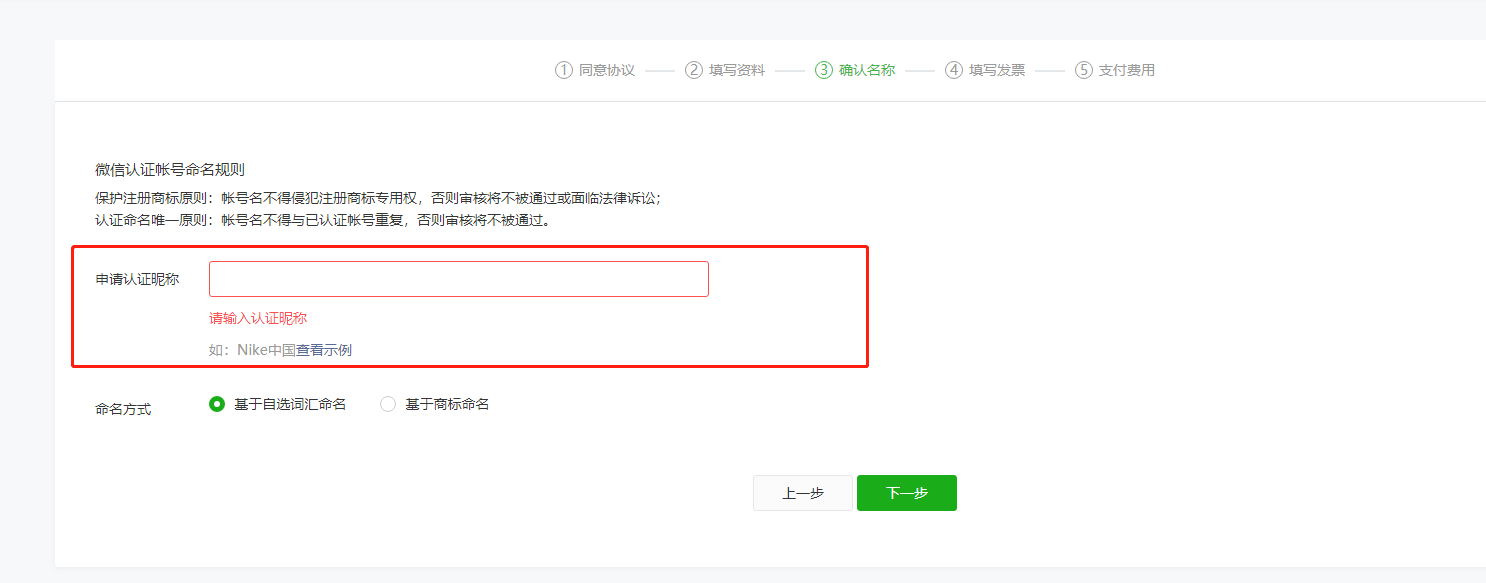 ① 同意协议 ② 填写资料 ③ 确认名称 ④ 填写发票 ⑤ 支付费用
微信认证帐号命名规则
保护注册商标原则：帐号名不得侵犯注册商标专用权，否则审核将不被通过或面临法律诉讼；
认证命名唯一原则：帐号名不得与已认证帐号重复，否则审核将不被通过。
申请认证昵称
请输入认证昵称
如：Nike中国查看示例
命名方式 基于自选词汇命名 基于商标命名
上一步 下一步